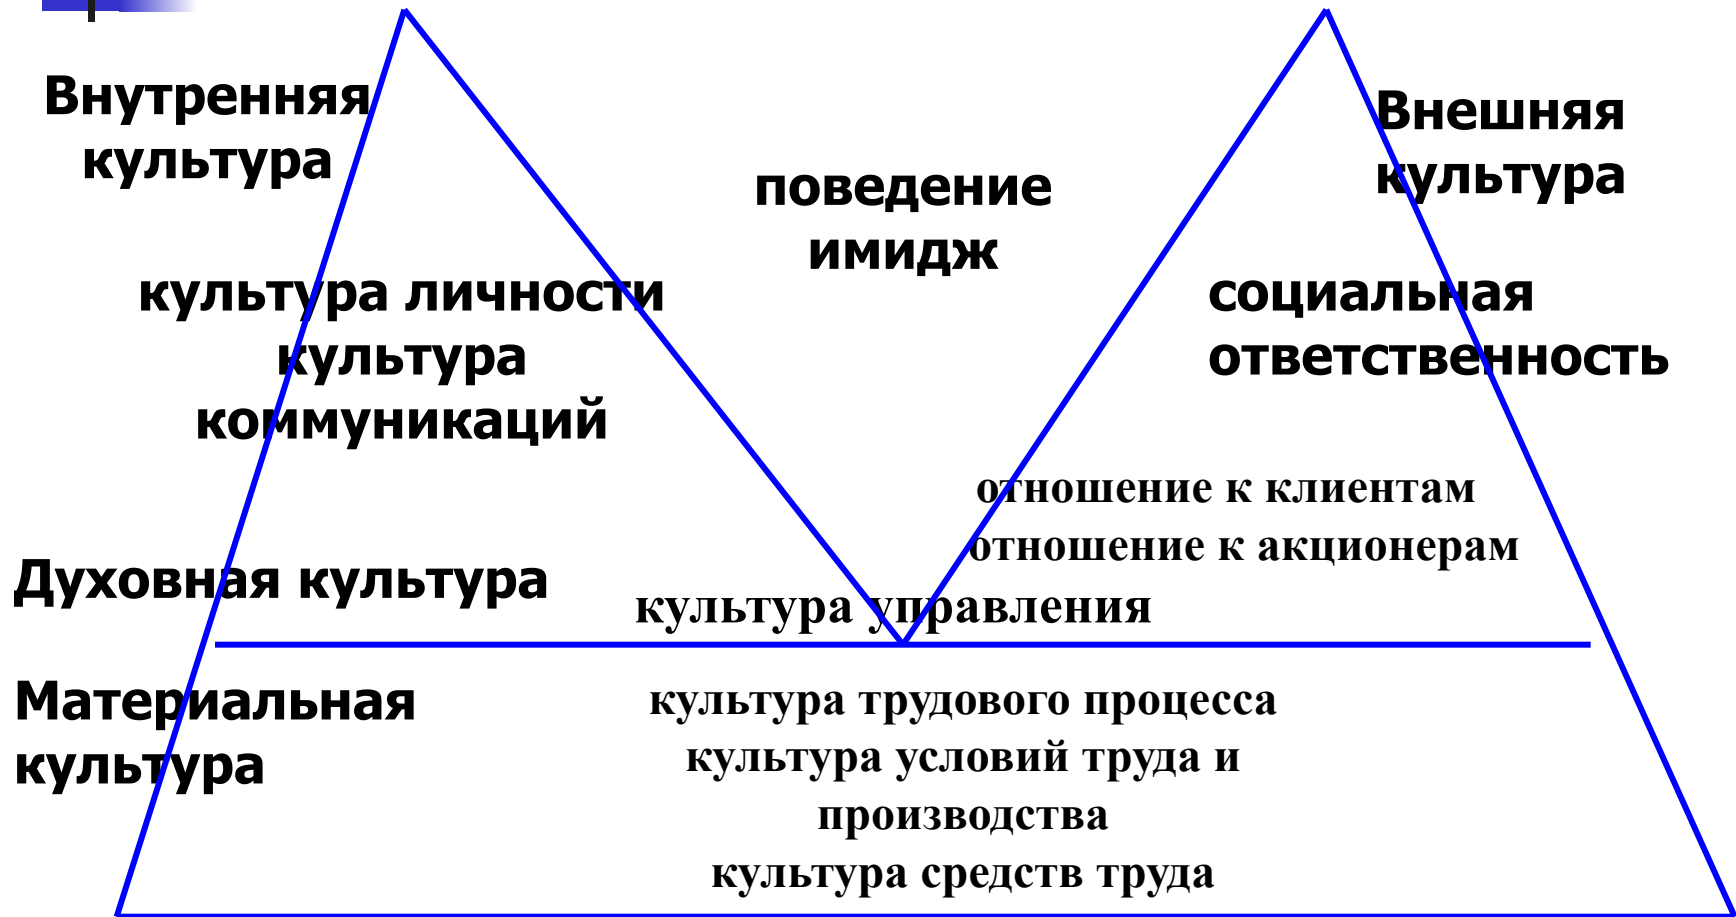 Внутренняя
культура
Внешняя
культура
поведение
имидж
культура личности
культура
коммуникаций
социальная
ответственность
отношение к клиентам
отношение к акционерам
Духовная культура
культура управления
Материальная
культура
культура трудового процесса
культура условий труда и
производства
культура средств труда